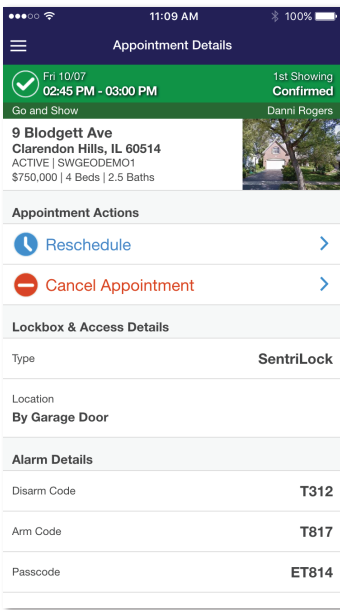 11:09 AM
100%
Appointment Details
Fri 10/07
1st Showing
02:45 PM - 03:00 PM
Confirmed
Go and Show
Danni Rogers
9 Blodgett Ave
Clarendon Hills, IL 60514
ACTIVE | SWGEODEMO1
$750,000 | 4 Beds | 2.5 Baths
Appointment Actions
Reschedule
Cancel Appointment
Lockbox & Access Details
Type
SentriLock
Location
By Garage Door
Alarm Details
Disarm Code
T312
Arm Code
T817
Passcode
ET814